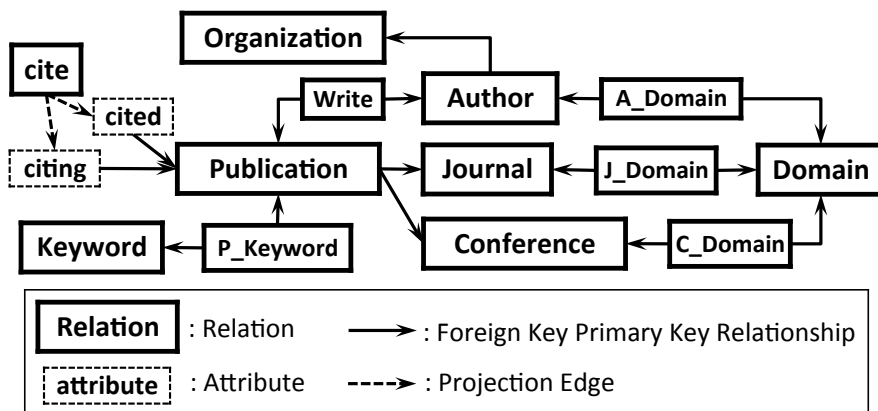 Organization
cite
Write
Author
A_Domain
cited
citing
Publication
Journal
J_Domain
Domain
Keyword
P_Keyword
Conference
C_Domain
Relation : Relation : Foreign Key Primary Key Relationship
attribute : Attribute : Projection Edge